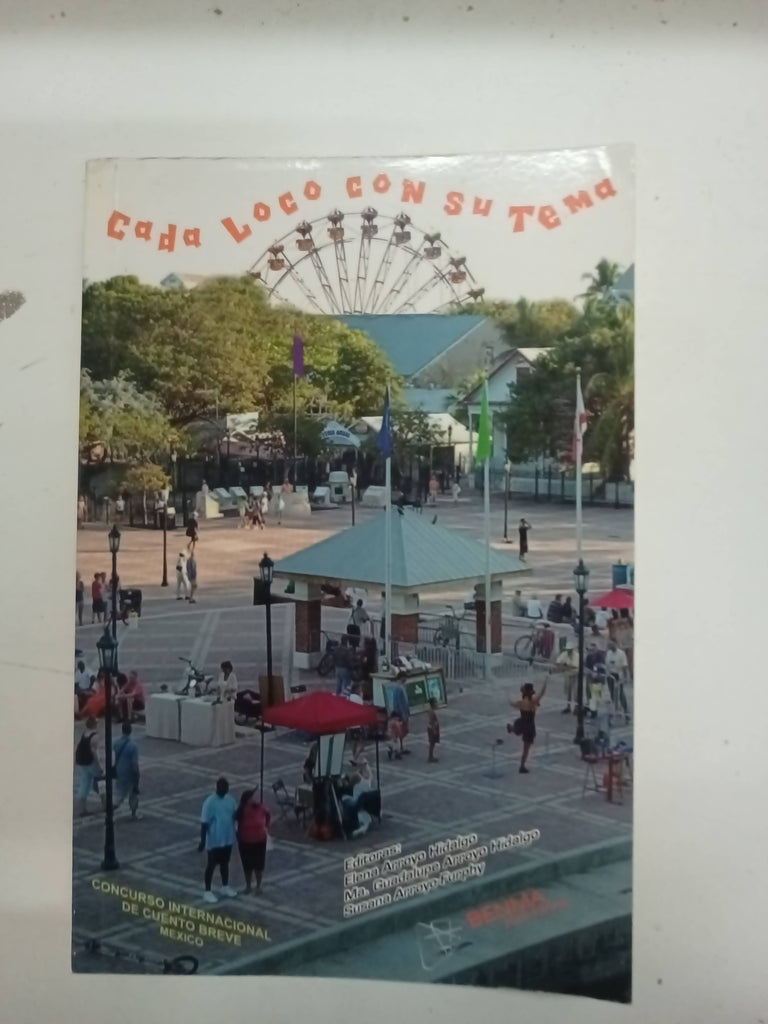 Cada Loco con su Tema
Editoras:
Elena Arroyo Hidalgo
Ma. Guadalupe Arroyo Hidalgo
Susana Arroyo-Furphy
CONCURSO INTERNACIONAL
DE CUENTO BREVE
MEXICO